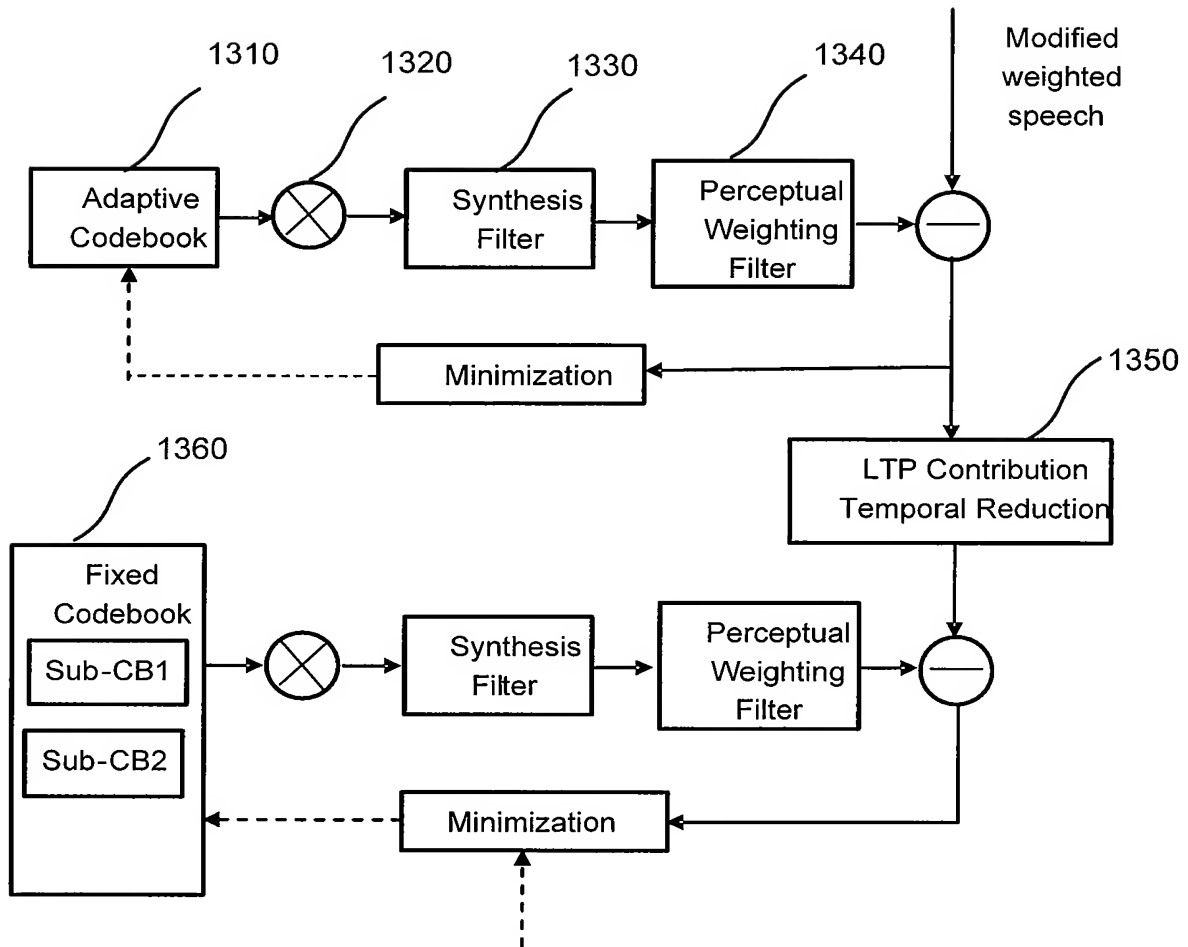 1310
1320
1330
1340
Modified
weighted
speech
Adaptive
Codebook
Synthesis
Filter
Perceptual
Weighting
Filter
Minimization
1350
LTP Contribution
Temporal Reduction
1360
Fixed
Codebook
Sub-CB1
Sub-CB2
Synthesis
Filter
Perceptual
Weighting
Filter
Minimization